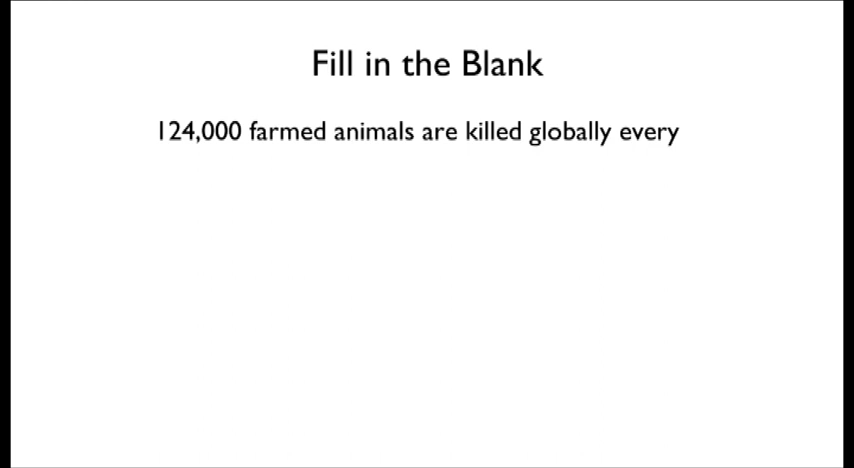 Fill in the Blank
124,000 farmed animals are killed globally every